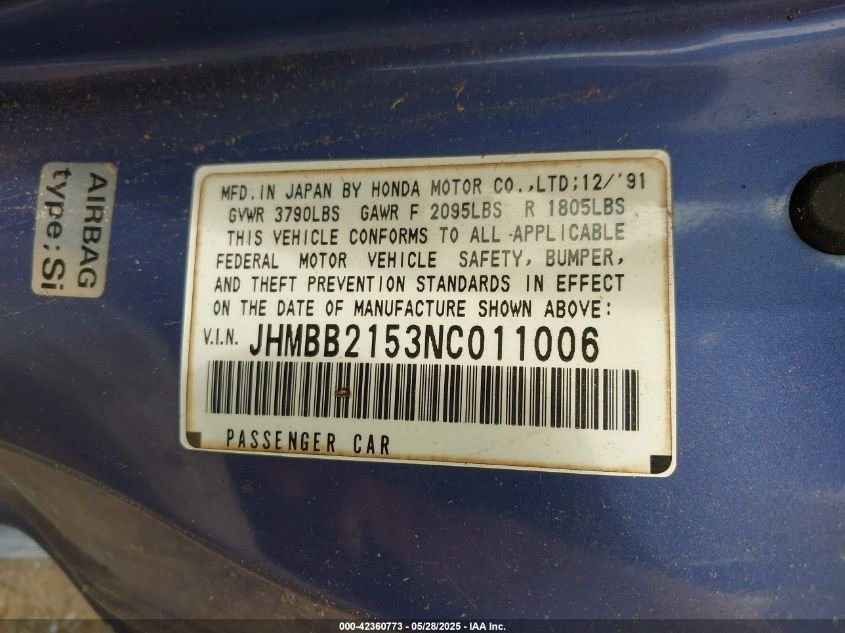 MFD. IN JAPAN BY HONDA MOTOR CO.,LTD;12/'91
GVWR 3790LBS GAWR F 2095LBS R 1805LBS
THIS VEHICLE CONFORMS TO ALL APPLICABLE
FEDERAL MOTOR VEHICLE SAFETY, BUMPER,
AND THEFT PREVENTION STANDARDS IN EFFECT
ON THE DATE OF MANUFACTURE SHOWN ABOVE:
V.I.N. JHMBB2153NC011006
PASSENGER CAR
AIRBAG
type:Si
000-42360773 • 05/28/2025 • IAA Inc.